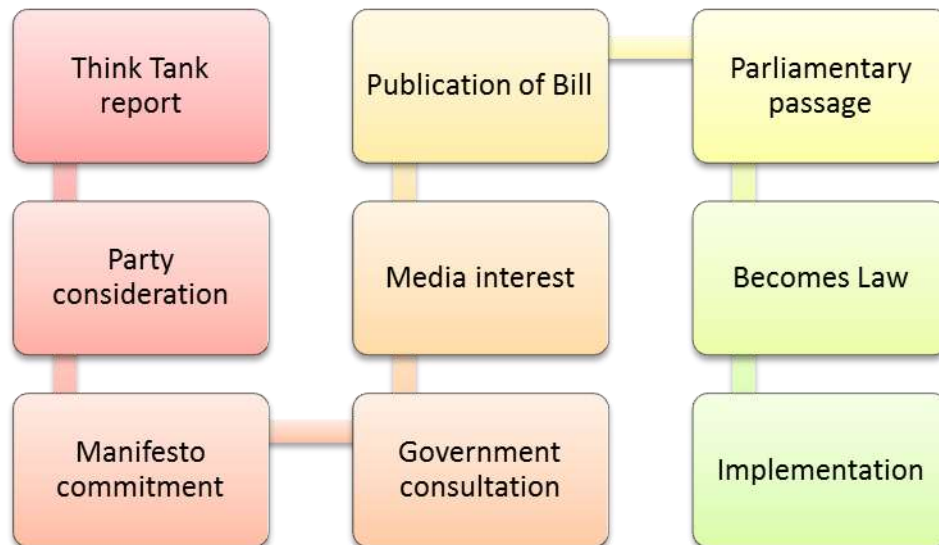 Think Tank
report
Party
consideration
Manifesto
commitment
Government
consultation
Media interest
Publication of Bill
Parliamentary
passage
Becomes Law
Implementation